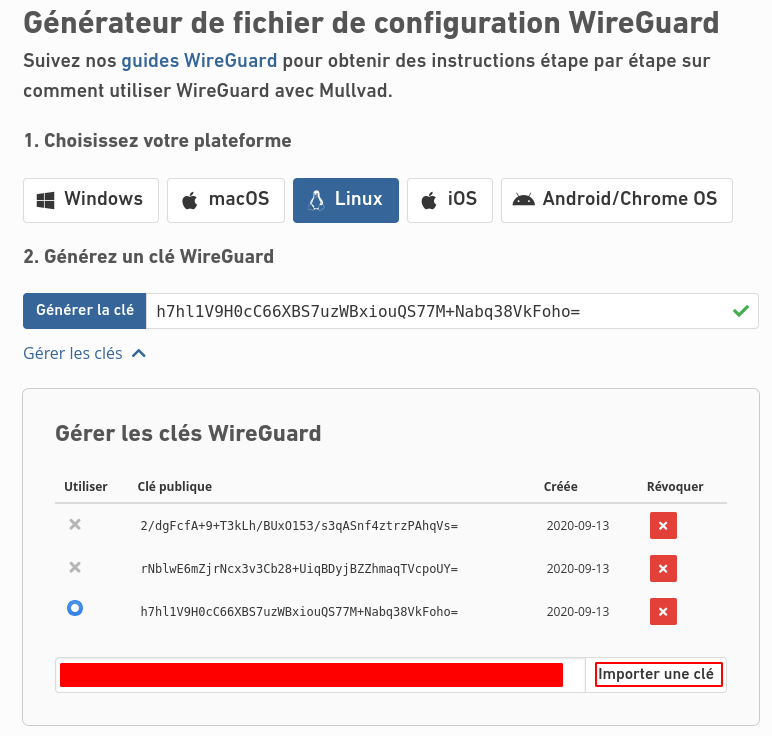 Générateur de fichier de configuration WireGuard
Suivez nos guides WireGuard pour obtenir des instructions étape par étape sur
comment utiliser WireGuard avec Mullvad.
1. Choisissez votre plateforme
Windows macOS Linux iOS Android/Chrome OS
2. Générez un clé WireGuard
Générer la clé h7hl1V9H0cC66XBS7uzWBxiouQS77M+Nabq38VkFoho=
Gérer les clés
Gérer les clés WireGuard
Utiliser Clé publique Créée Révoquer
2/dgFcfA+9+T3kLh/BUxO153/s3qASnf4ztrzPAhqVs= 2020-09-13
rNblwE6mZjrNcx3v3Cb28+UiqBDyjBZZhmaqTVcpoUY= 2020-09-13
h7hl1V9H0cC66XBS7uzWBxiouQS77M+Nabq38VkFoho= 2020-09-13
Importer une clé